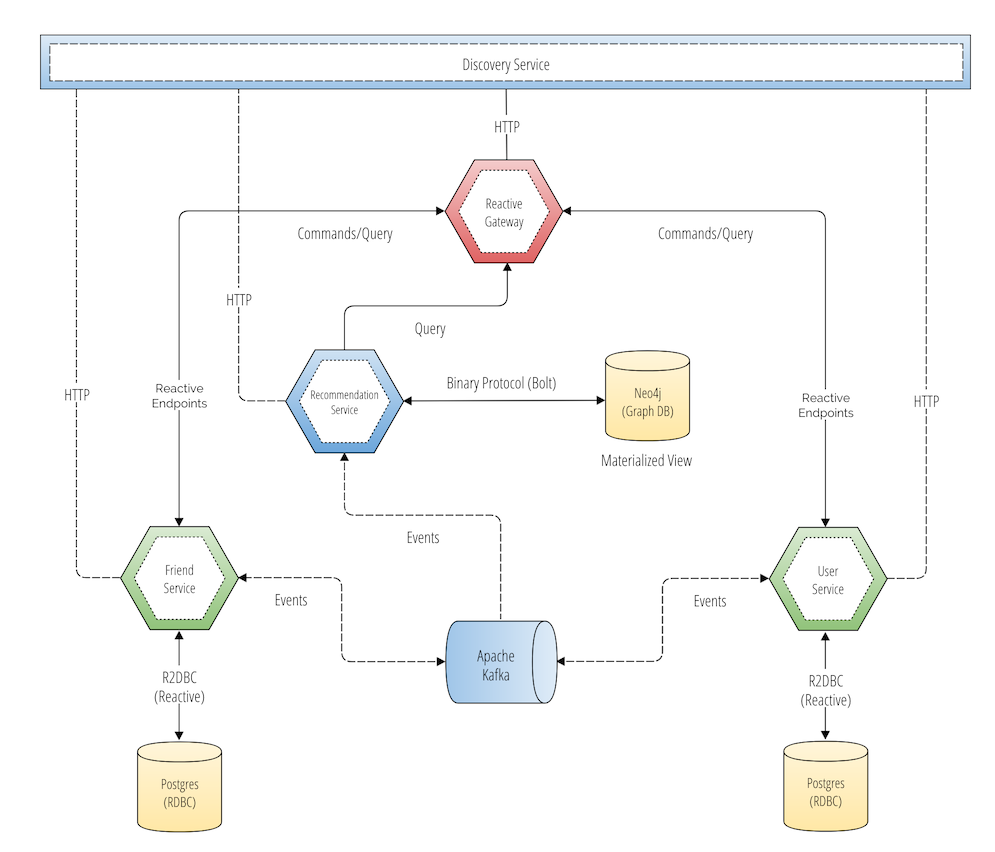 Discovery Service
HTTP
Reactive
Gateway
Commands/Query
Commands/Query
HTTP
Query
Recommendation
Service
Binary Protocol (Bolt)
Neo4j
(Graph DB)
Materialized View
HTTP
Reactive
Endpoints
Reactive
Endpoints
HTTP
Events
Friend
Service
User
Service
Events
Events
Apache
Kafka
R2DBC
(Reactive)
R2DBC
(Reactive)
Postgres
(RDBC)
Postgres
(RDBC)